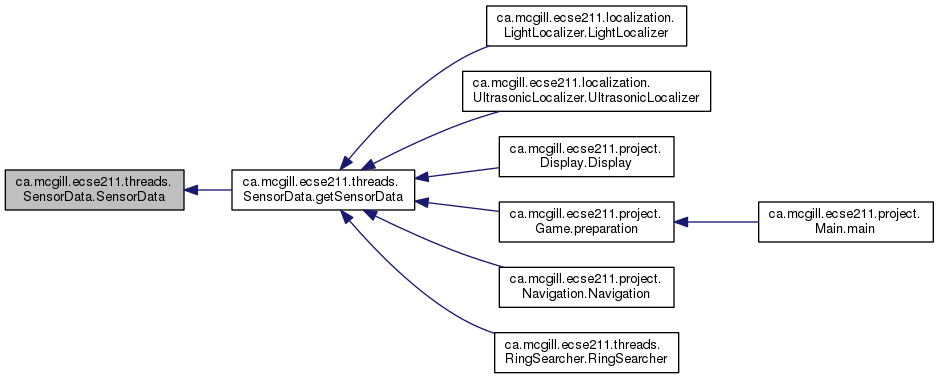 ca.mcgill.ecse211.localization.
LightLocalizer.LightLocalizer
ca.mcgill.ecse211.localization.
UltrasonicLocalizer.UltrasonicLocalizer
ca.mcgill.ecse211.project.
Display.Display
ca.mcgill.ecse211.threads.
SensorData.SensorData
ca.mcgill.ecse211.threads.
SensorData.getSensorData
ca.mcgill.ecse211.project.
Game.preparation
ca.mcgill.ecse211.project.
Main.main
ca.mcgill.ecse211.project.
Navigation.Navigation
ca.mcgill.ecse211.threads.
RingSearcher.RingSearcher